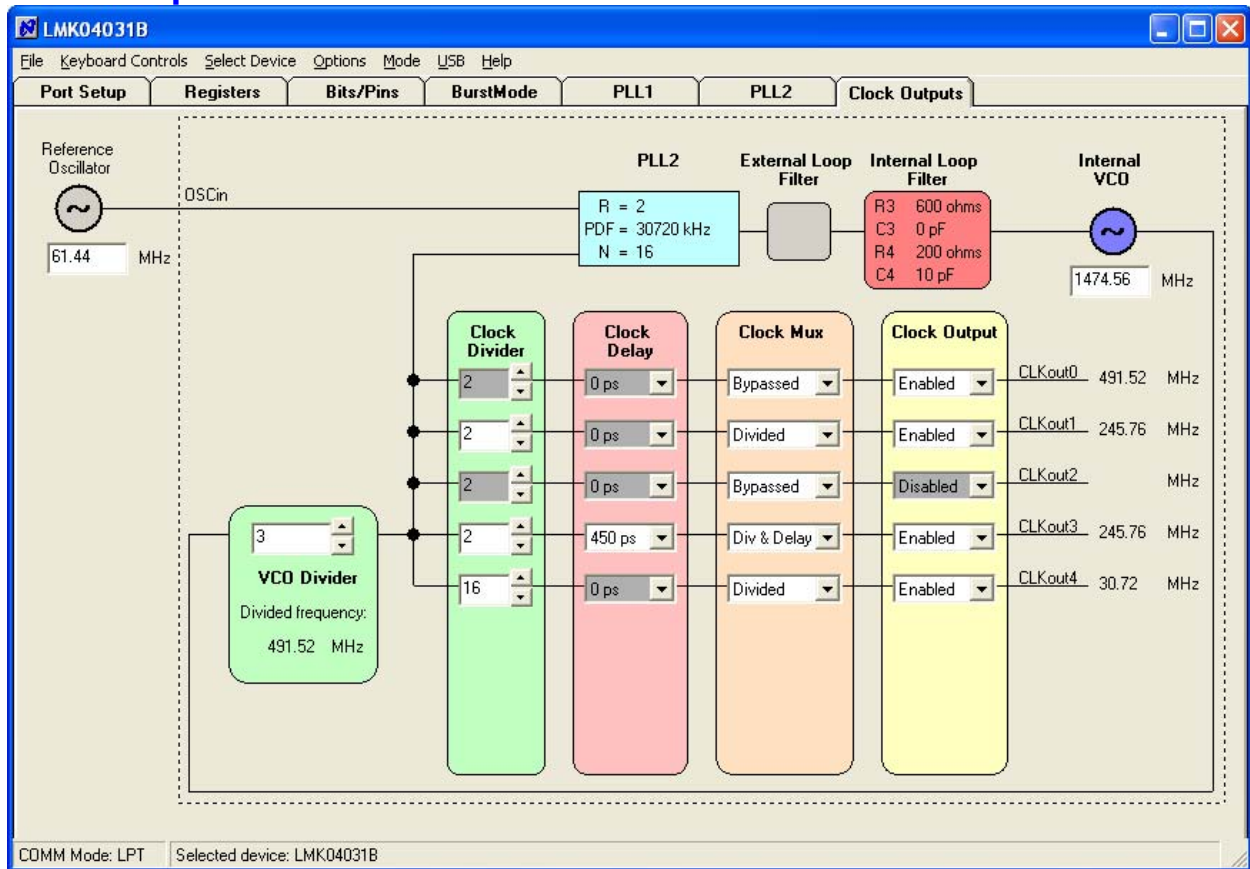 LMK04031B
File Keyboard Controls Select Device Options Mode USB Help
Port Setup Registers Bits/Pins BurstMode PLL1 PLL2 Clock Outputs
Reference
Oscillator
61.44 MHz
OSCin
PLL2
R = 2
PDF = 30720 kHz
N = 16
External Loop
Filter
Internal Loop
Filter
R3 600 ohms
C3 0 pF
R4 200 ohms
C4 10 pF
Internal
VCO
1474.56 MHz
Clock
Divider
Clock
Delay
Clock Mux
Clock Output
2 0 ps Bypassed Enabled CLKout0 491.52 MHz
2 0 ps Divided Enabled CLKout1 245.76 MHz
2 0 ps Bypassed Disabled CLKout2 MHz
2 450 ps Div & Delay Enabled CLKout3 245.76 MHz
16 0 ps Divided Enabled CLKout4 30.72 MHz
3
VCO Divider
Divided frequency:
491.52 MHz
COMM Mode: LPT Selected device: LMK04031B